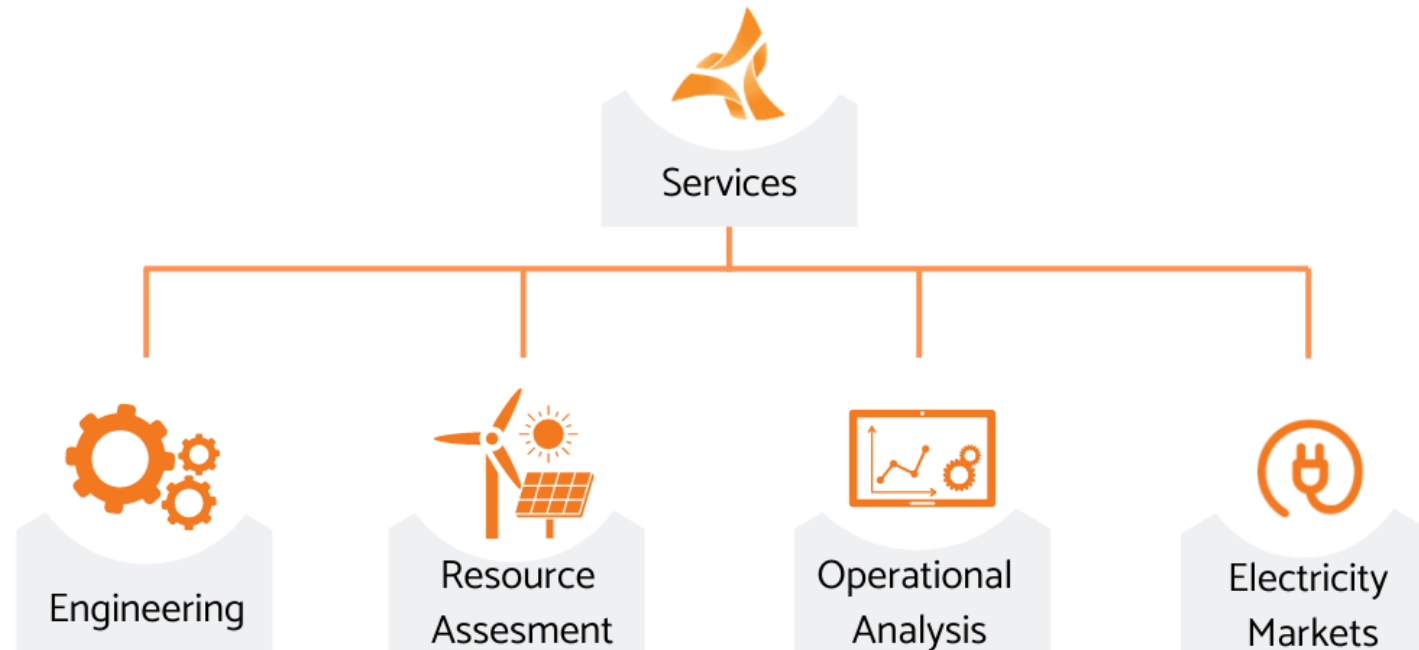 Services
Engineering
Resource
Assesment
Operational
Analysis
Electricity
Markets